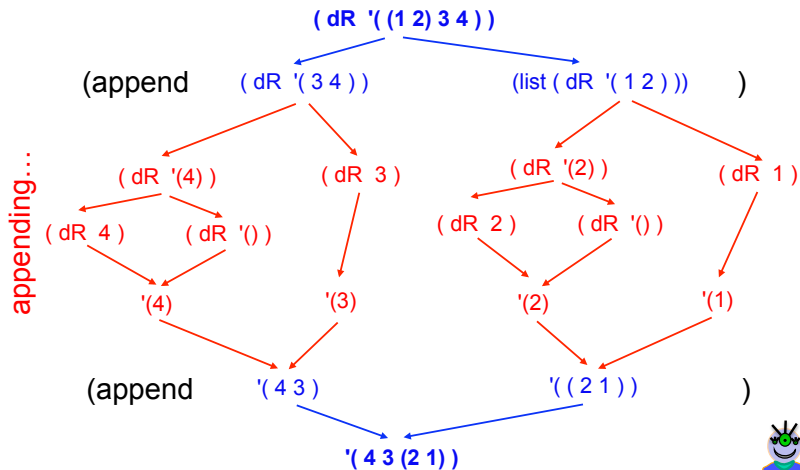 ( dR '( (1 2) 3 4 ) )
(append ( dR '( 3 4 ) ) (list ( dR '( 1 2 ) )) )
appending…
( dR '(4) ) ( dR 3 ) ( dR '(2) ) ( dR 1 )
( dR 4 ) ( dR '() ) ( dR 2 ) ( dR '() )
'(4) '(3) '(2) '(1)
(append '( 4 3 ) '( ( 2 1 ) ) )
'( 4 3 (2 1) )